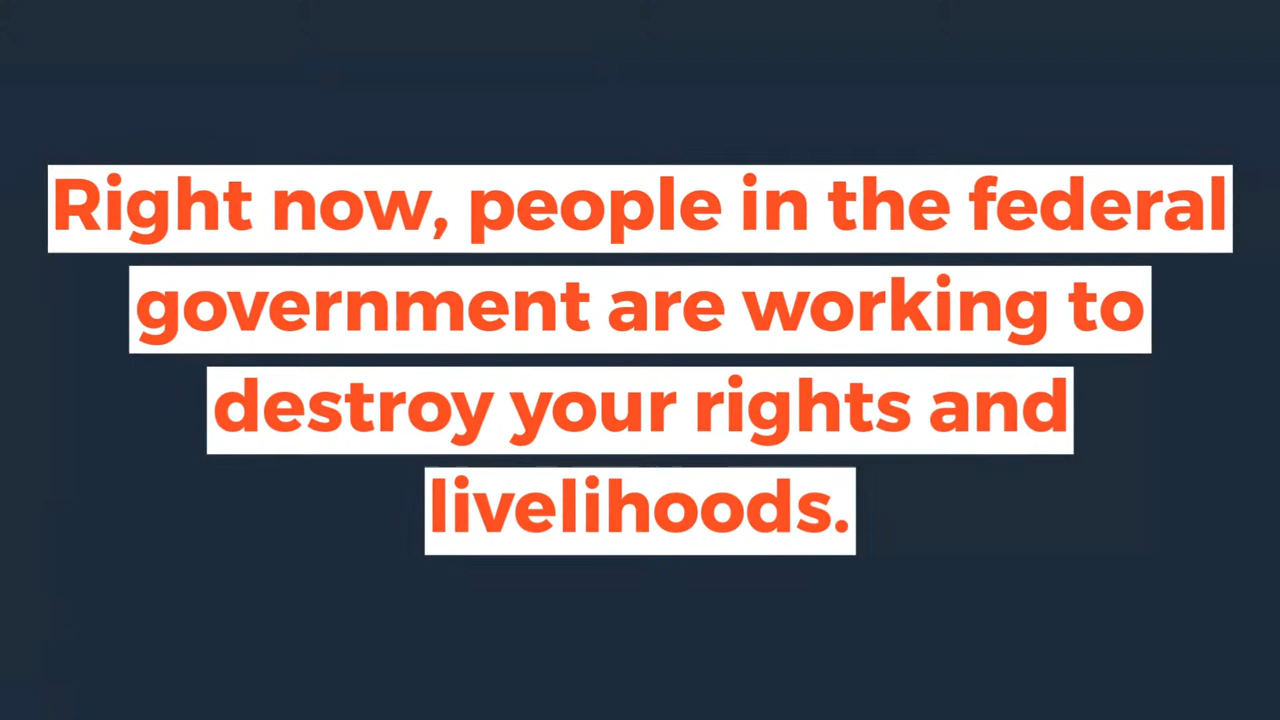 Right now, people in the federal
government are working to
destroy your rights and
livelihoods.